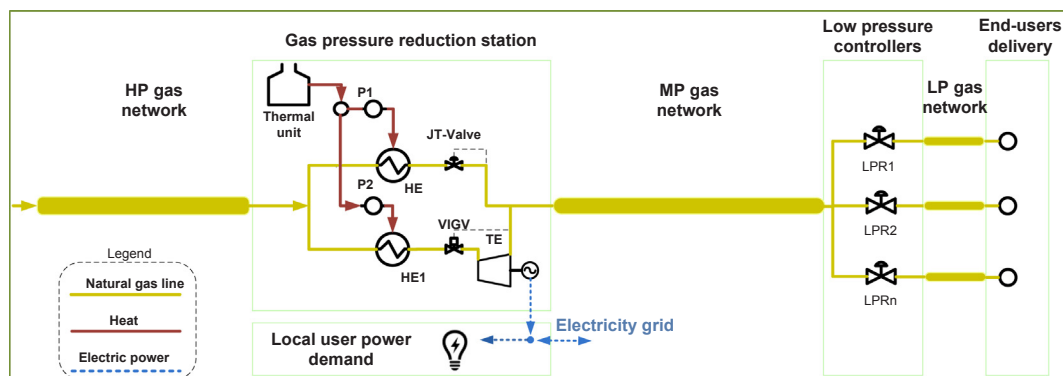 Gas pressure reduction station
Low pressure
controllers
End-users
delivery
HP gas
network
Thermal
unit
P1
JT-Valve
HE
MP gas
network
LP gas
network
LPR1
P2
VIGV
TE
HE1
LPR2
LPRn
Legend
Natural gas line
Heat
Electric power
Local user power
demand
Electricity grid